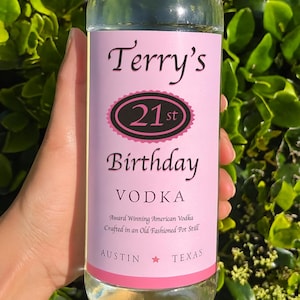 Terry's
21st
Birthday
VODKA
Award Winning American Vodka
Crafted in an Old Fashioned Pot Still
AUSTIN ★ TEXAS